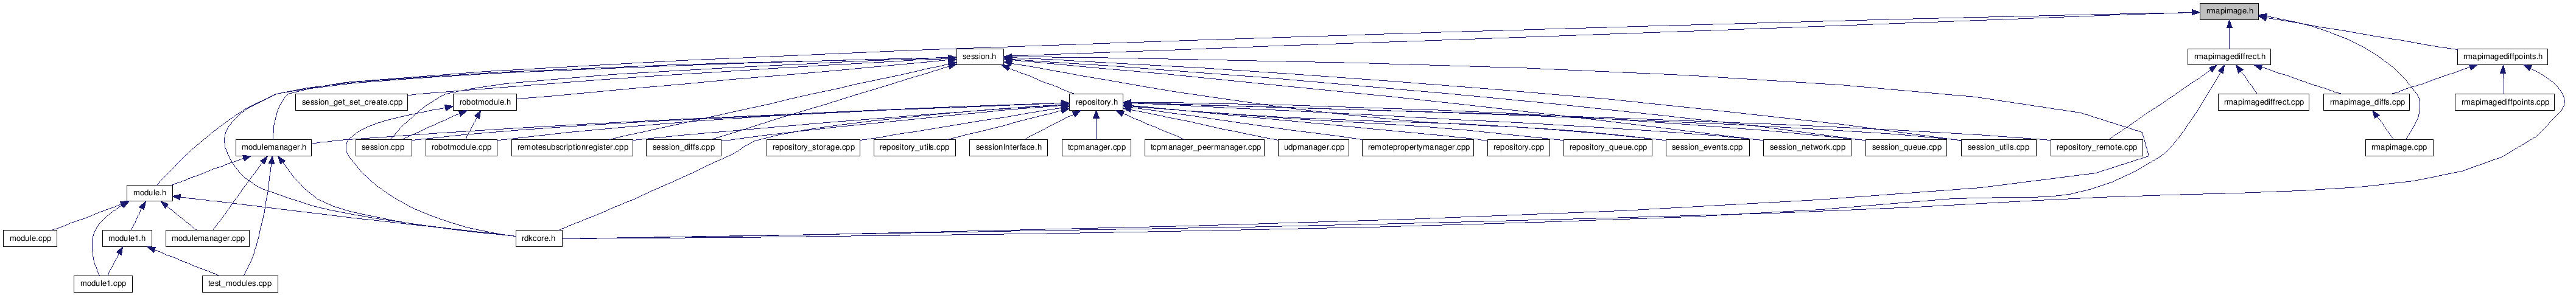 rmapimage.h
session.h
rmapimagediffrect.h
rmapimagediffpoints.h
session_get_set_create.cpp
robotmodule.h
repository.h
rmapimagediffrect.cpp
rmapimage_diffs.cpp
rmapimagediffpoints.cpp
modulemanager.h
session.cpp
robotmodule.cpp
remotesubscriptionregister.cpp
session_diffs.cpp
repository_storage.cpp
repository_utils.cpp
sessionInterface.h
tcpmanager.cpp
tcpmanager_peermanager.cpp
udpmanager.cpp
remotepropertymanager.cpp
repository.cpp
repository_queue.cpp
session_events.cpp
session_network.cpp
session_queue.cpp
session_utils.cpp
repository_remote.cpp
rmapimage.cpp
module.h
module.cpp
module1.h
modulemanager.cpp
rdkcore.h
module1.cpp
test_modules.cpp